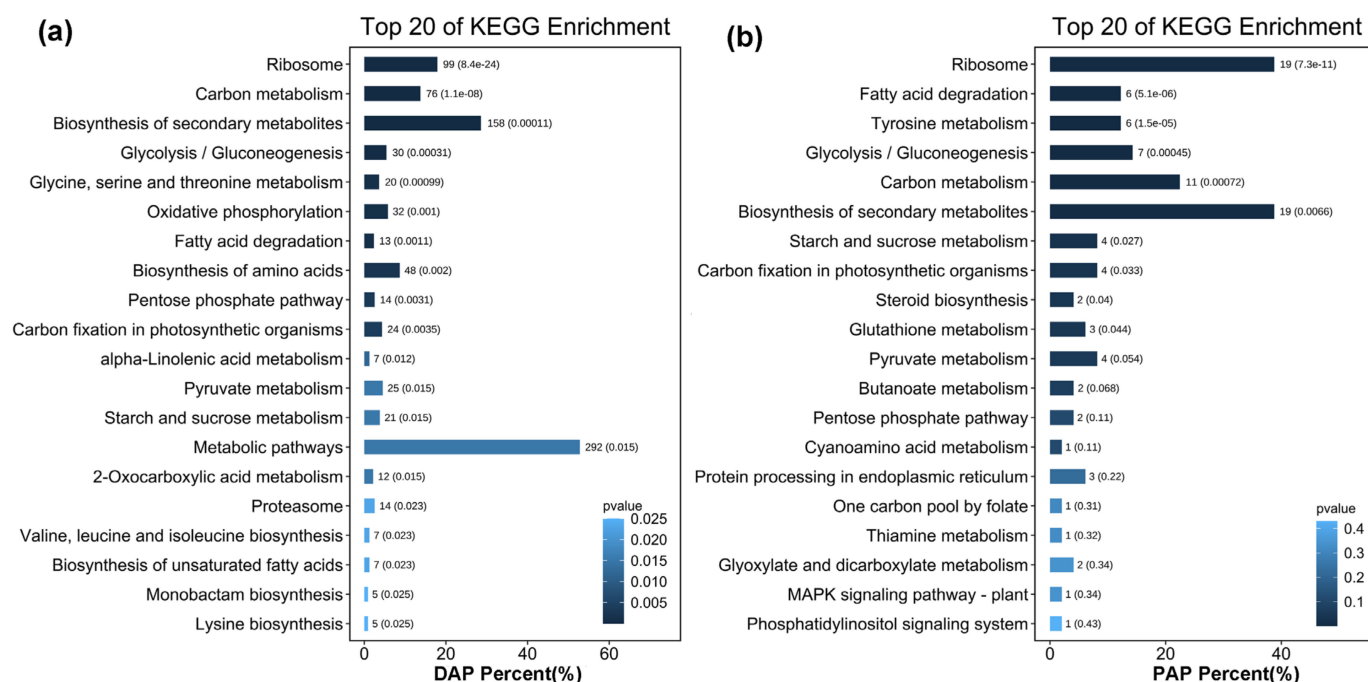 (a)
Top 20 of KEGG Enrichment
Ribosome 99 (8.4e-24)
Carbon metabolism 76 (1.1e-08)
Biosynthesis of secondary metabolites 158 (0.00011)
Glycolysis / Gluconeogenesis 30 (0.00031)
Glycine, serine and threonine metabolism 20 (0.00099)
Oxidative phosphorylation 32 (0.001)
Fatty acid degradation 13 (0.0011)
Biosynthesis of amino acids 48 (0.002)
Pentose phosphate pathway 14 (0.0031)
Carbon fixation in photosynthetic organisms 24 (0.0035)
alpha-Linolenic acid metabolism 7 (0.012)
Pyruvate metabolism 25 (0.015)
Starch and sucrose metabolism 21 (0.015)
Metabolic pathways 292 (0.015)
2-Oxocarboxylic acid metabolism 12 (0.015)
Proteasome 14 (0.023)
Valine, leucine and isoleucine biosynthesis 7 (0.023)
Biosynthesis of unsaturated fatty acids 7 (0.023)
Monobactam biosynthesis 5 (0.025)
Lysine biosynthesis 5 (0.025)
pvalue
0.025
0.020
0.015
0.010
0.005
0 20 40 60
DAP Percent(%)
(b)
Top 20 of KEGG Enrichment
Ribosome 19 (7.3e-11)
Fatty acid degradation 6 (5.1e-06)
Tyrosine metabolism 6 (1.5e-05)
Glycolysis / Gluconeogenesis 7 (0.00045)
Carbon metabolism 11 (0.00072)
Biosynthesis of secondary metabolites 19 (0.0066)
Starch and sucrose metabolism 4 (0.027)
Carbon fixation in photosynthetic organisms 4 (0.033)
Steroid biosynthesis 2 (0.04)
Glutathione metabolism 3 (0.044)
Pyruvate metabolism 4 (0.054)
Butanoate metabolism 2 (0.068)
Pentose phosphate pathway 2 (0.11)
Cyanoamino acid metabolism 1 (0.11)
Protein processing in endoplasmic reticulum 3 (0.22)
One carbon pool by folate 1 (0.31)
Thiamine metabolism 1 (0.32)
Glyoxylate and dicarboxylate metabolism 2 (0.34)
MAPK signaling pathway - plant 1 (0.34)
Phosphatidylinositol signaling system 1 (0.43)
pvalue
0.4
0.3
0.2
0.1
0 20 40
PAP Percent(%)